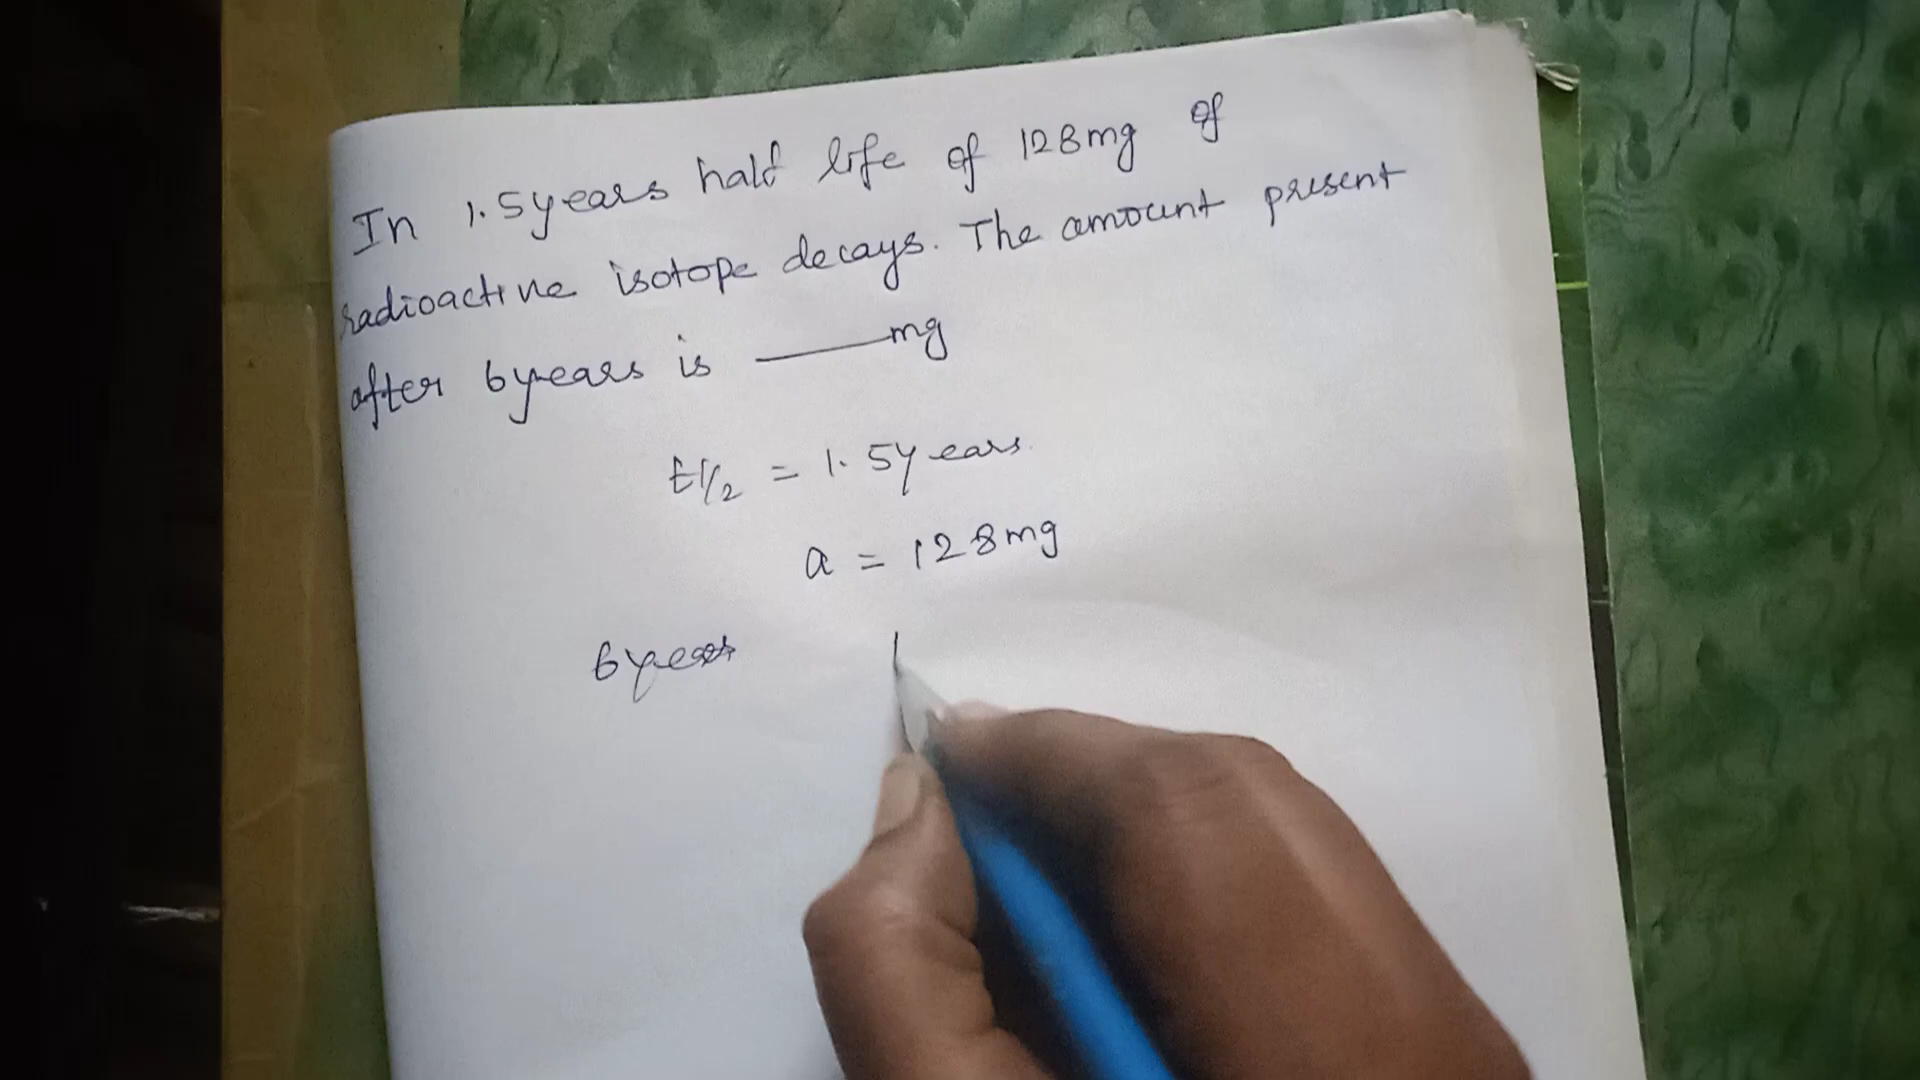 In 1.5years half life of 128mg of
radioactive isotope decays. The amount present
after 6years is ____mg
t1/2 = 1.5years.
a = 128mg
6years